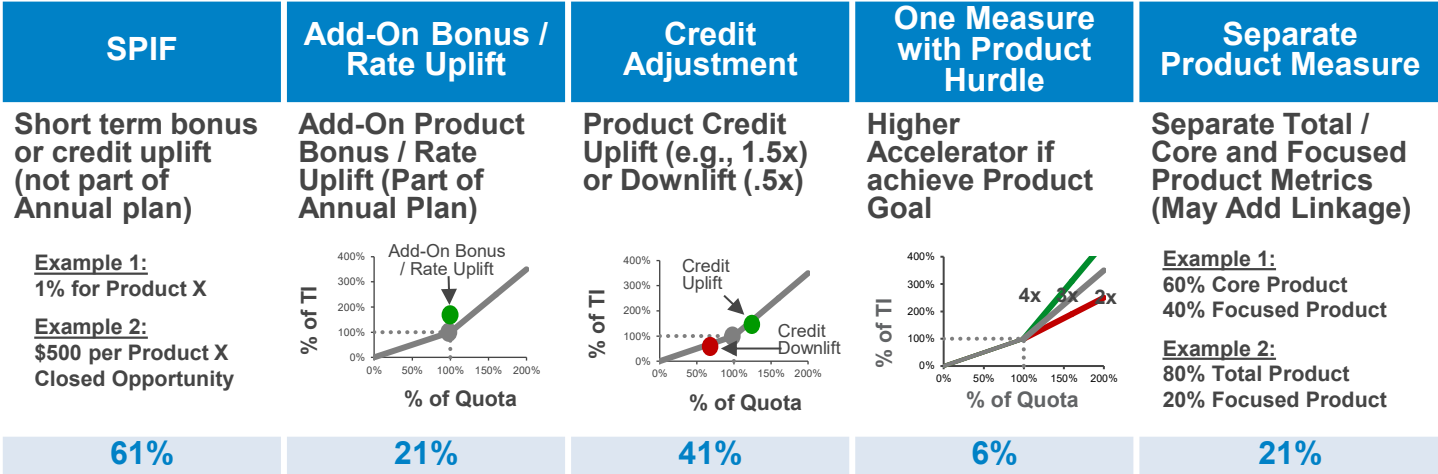 SPIF
Short term bonus
or credit uplift
(not part of
Annual plan)
Example 1:
1% for Product X
Example 2:
$500 per Product X
Closed Opportunity
61%
Add-On Bonus /
Rate Uplift
Add-On Product
Bonus / Rate
Uplift (Part of
Annual Plan)
Add-On Bonus
/ Rate Uplift
% of TI
400%
300%
200%
100%
0%
0% 50% 100% 150% 200%
% of Quota
21%
Credit
Adjustment
Product Credit
Uplift (e.g., 1.5x)
or Downlift (.5x)
Credit
Uplift
Credit
Downlift
% of TI
400%
300%
200%
100%
0%
0% 50% 100% 150% 200%
% of Quota
41%
One Measure
with Product
Hurdle
Higher
Accelerator if
achieve Product
Goal
4x 3x 2x
% of TI
400%
300%
200%
100%
0%
0% 50% 100% 150% 200%
% of Quota
6%
Separate
Product Measure
Separate Total /
Core and Focused
Product Metrics
(May Add Linkage)
Example 1:
60% Core Product
40% Focused Product
Example 2:
80% Total Product
20% Focused Product
21%